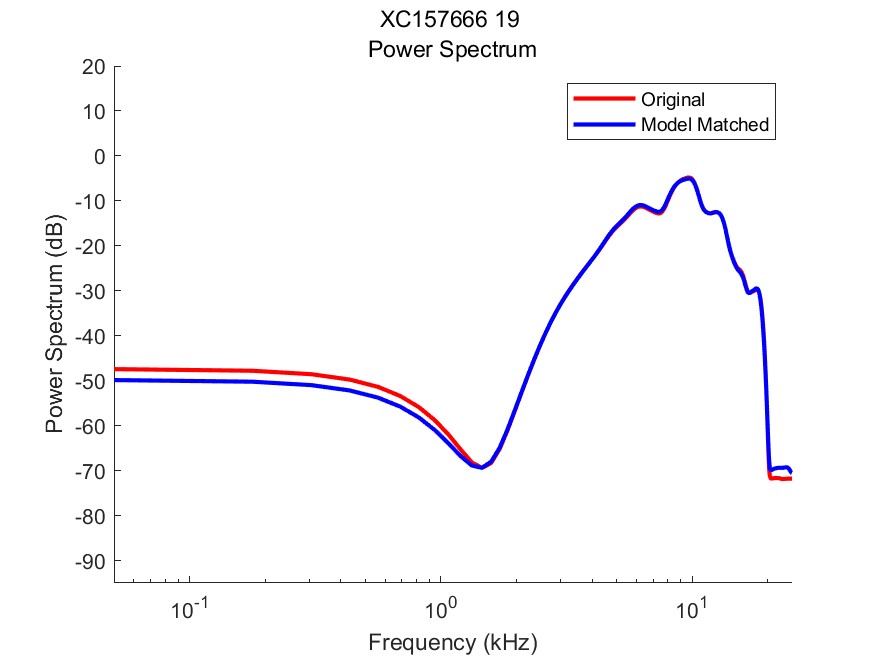 XC157666 19
Power Spectrum
Original
Model Matched
20
10
0
-10
-20
-30
-40
-50
-60
-70
-80
-90
Power Spectrum (dB)
10^-1
10^0
10^1
Frequency (kHz)